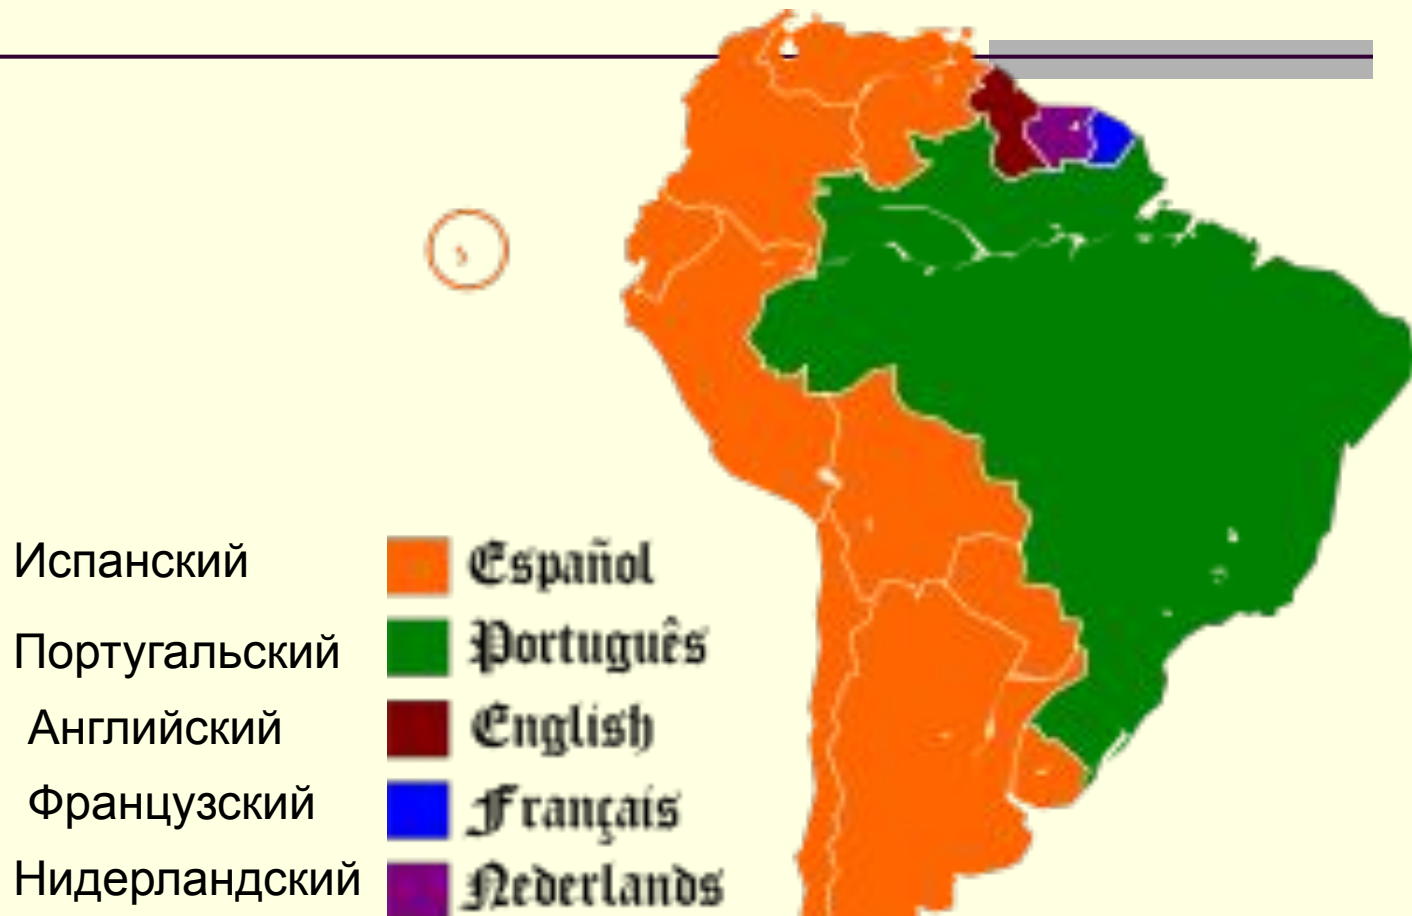 Испанский Español
Португальский Português
Английский English
Французский Français
Нидерландский Nederlands